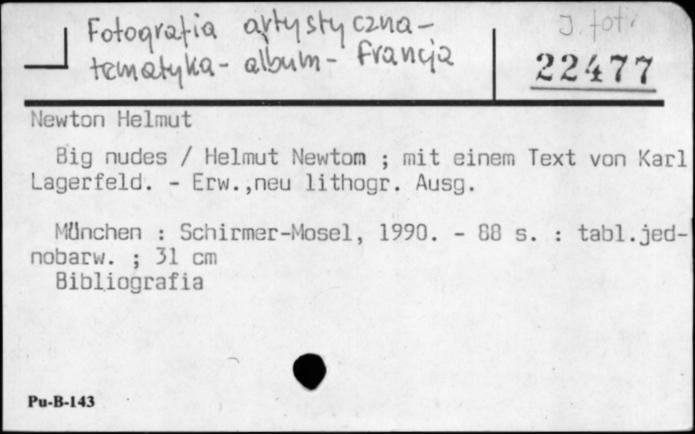 Fotografia artystyczna-
tematyka- album- Francja
J. fot.
22477
Newton Helmut
Big nudes / Helmut Newtom ; mit einem Text von Karl
Lagerfeld. - Erw.,neu lithogr. Ausg.
München : Schirmer-Mosel, 1990. - 88 s. : tabl.jed-
nobarw. ; 31 cm
Bibliografia
Pu-B-143